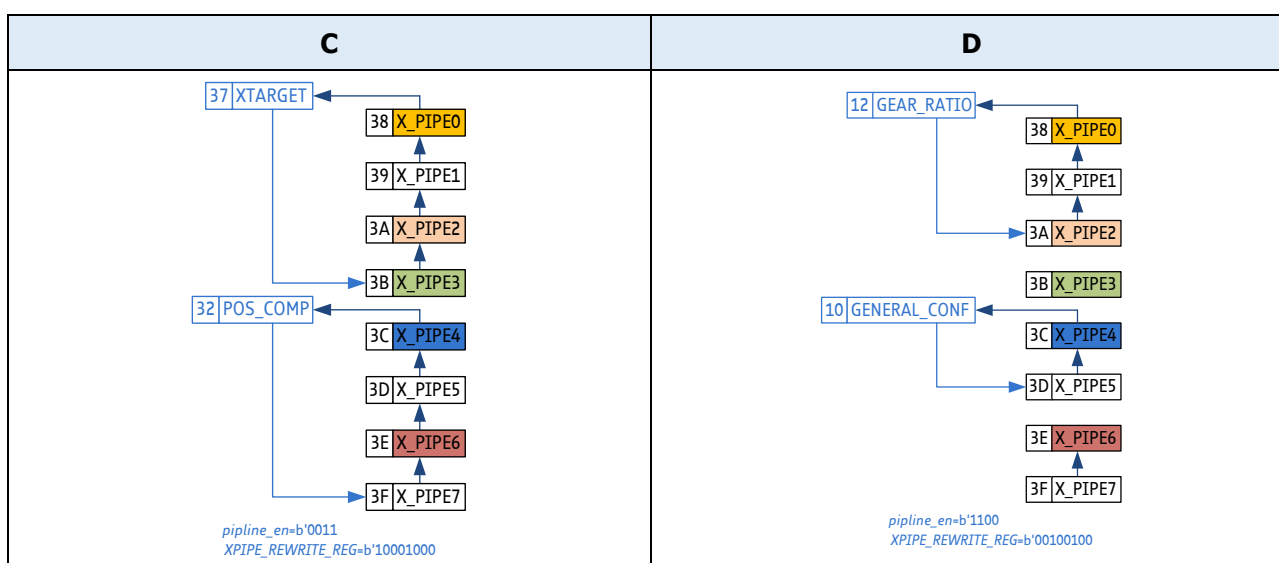 C
D
37 XTARGET
38 X_PIPE0
39 X_PIPE1
3A X_PIPE2
3B X_PIPE3
32 POS_COMP
3C X_PIPE4
3D X_PIPE5
3E X_PIPE6
3F X_PIPE7
pipline_en=b'0011
XPIPE_REWRITE_REG=b'10001000
12 GEAR_RATIO
38 X_PIPE0
39 X_PIPE1
3A X_PIPE2
3B X_PIPE3
10 GENERAL_CONF
3C X_PIPE4
3D X_PIPE5
3E X_PIPE6
3F X_PIPE7
pipline_en=b'1100
XPIPE_REWRITE_REG=b'00100100